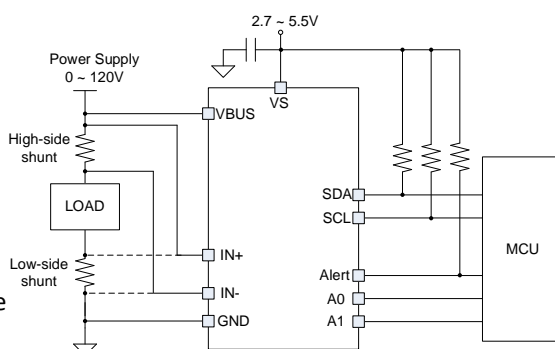 2.7 ~ 5.5V
Power Supply
0 ~ 120V
VS
VBUS
High-side
shunt
LOAD
SDA
SCL
MCU
IN+
Low-side
shunt
Alert
IN-
A0
e
GND
A1